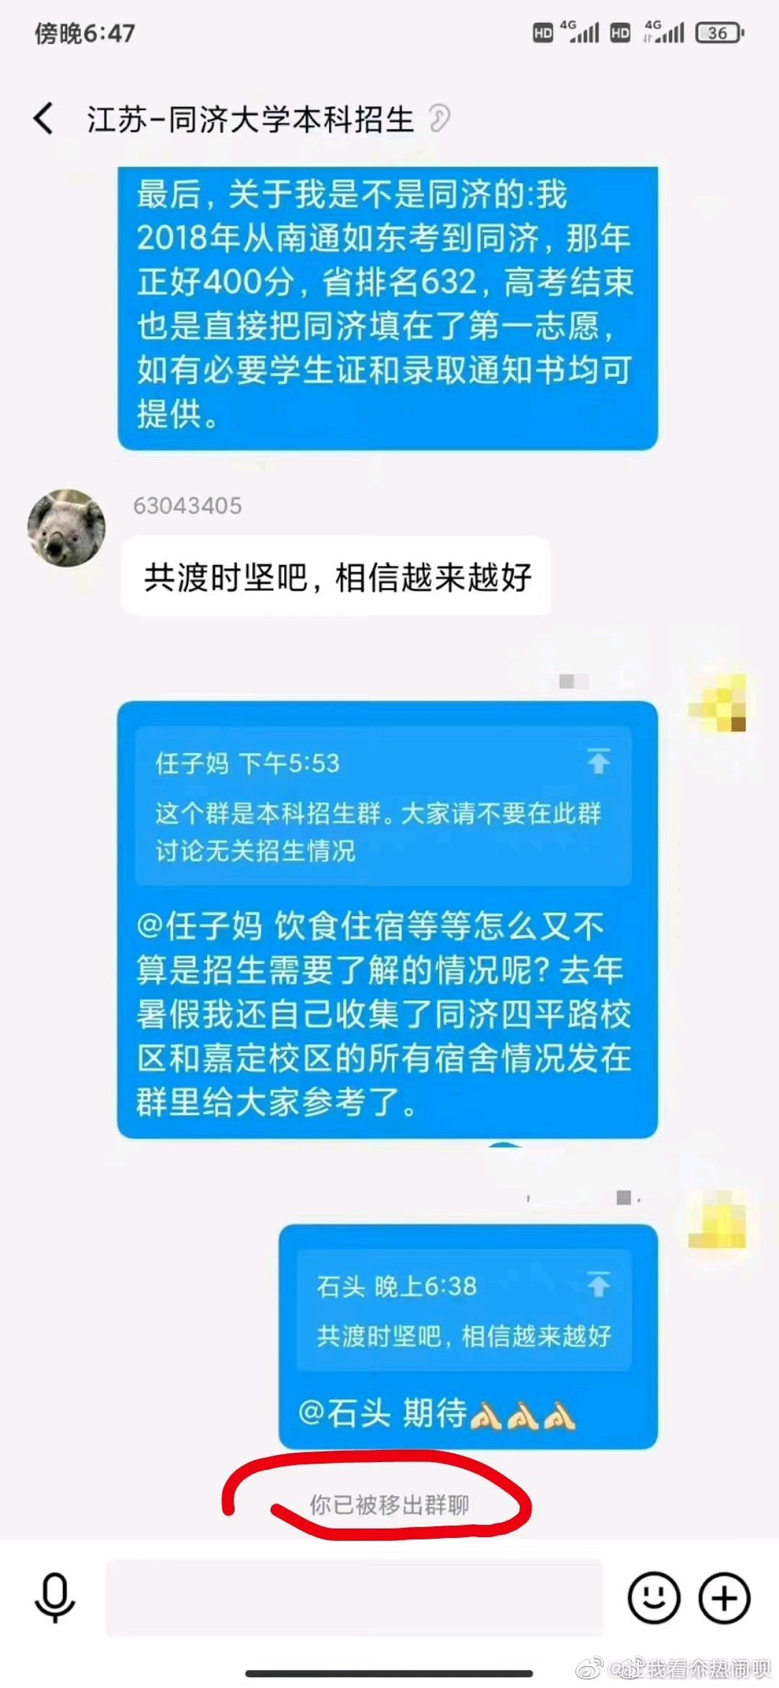 傍晚6:47
HD 4G HD 4G 36
江苏-同济大学本科招生
最后，关于我是不是同济的:我
2018年从南通如东考到同济，那年
正好400分，省排名632，高考结束
也是直接把同济填在了第一志愿，
如有必要学生证和录取通知书均可
提供。
63043405
共渡时坚吧，相信越来越好
任子妈 下午5:53
这个群是本科招生群。大家请不要在此群
讨论无关招生情况
@任子妈 饮食住宿等等怎么又不
算是招生需要了解的情况呢? 去年
暑假我还自己收集了同济四平路校
区和嘉定校区的所有宿舍情况发在
群里给大家参考了。
石头 晚上6:38
共渡时坚吧，相信越来越好
@石头 期待
你已被移出群聊
我看个热闹呗